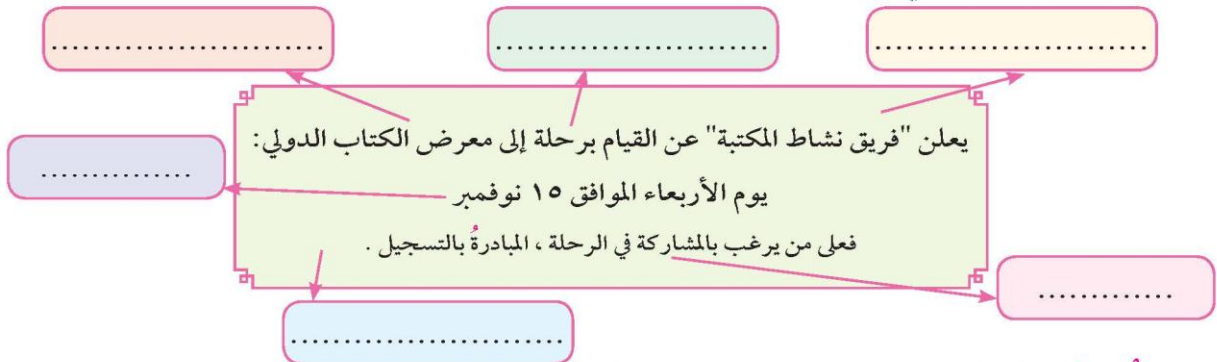 ..............................
..............................
..............................
يعلن "فريق نشاط المكتبة" عن القيام برحلة إلى معرض الكتاب الدولي:
...............
يوم الأربعاء الموافق ١٥ نوفمبر
فعلى من يرغب بالمشاركة في الرحلة ، المبادرةُ بالتسجيل .
.............
..............................